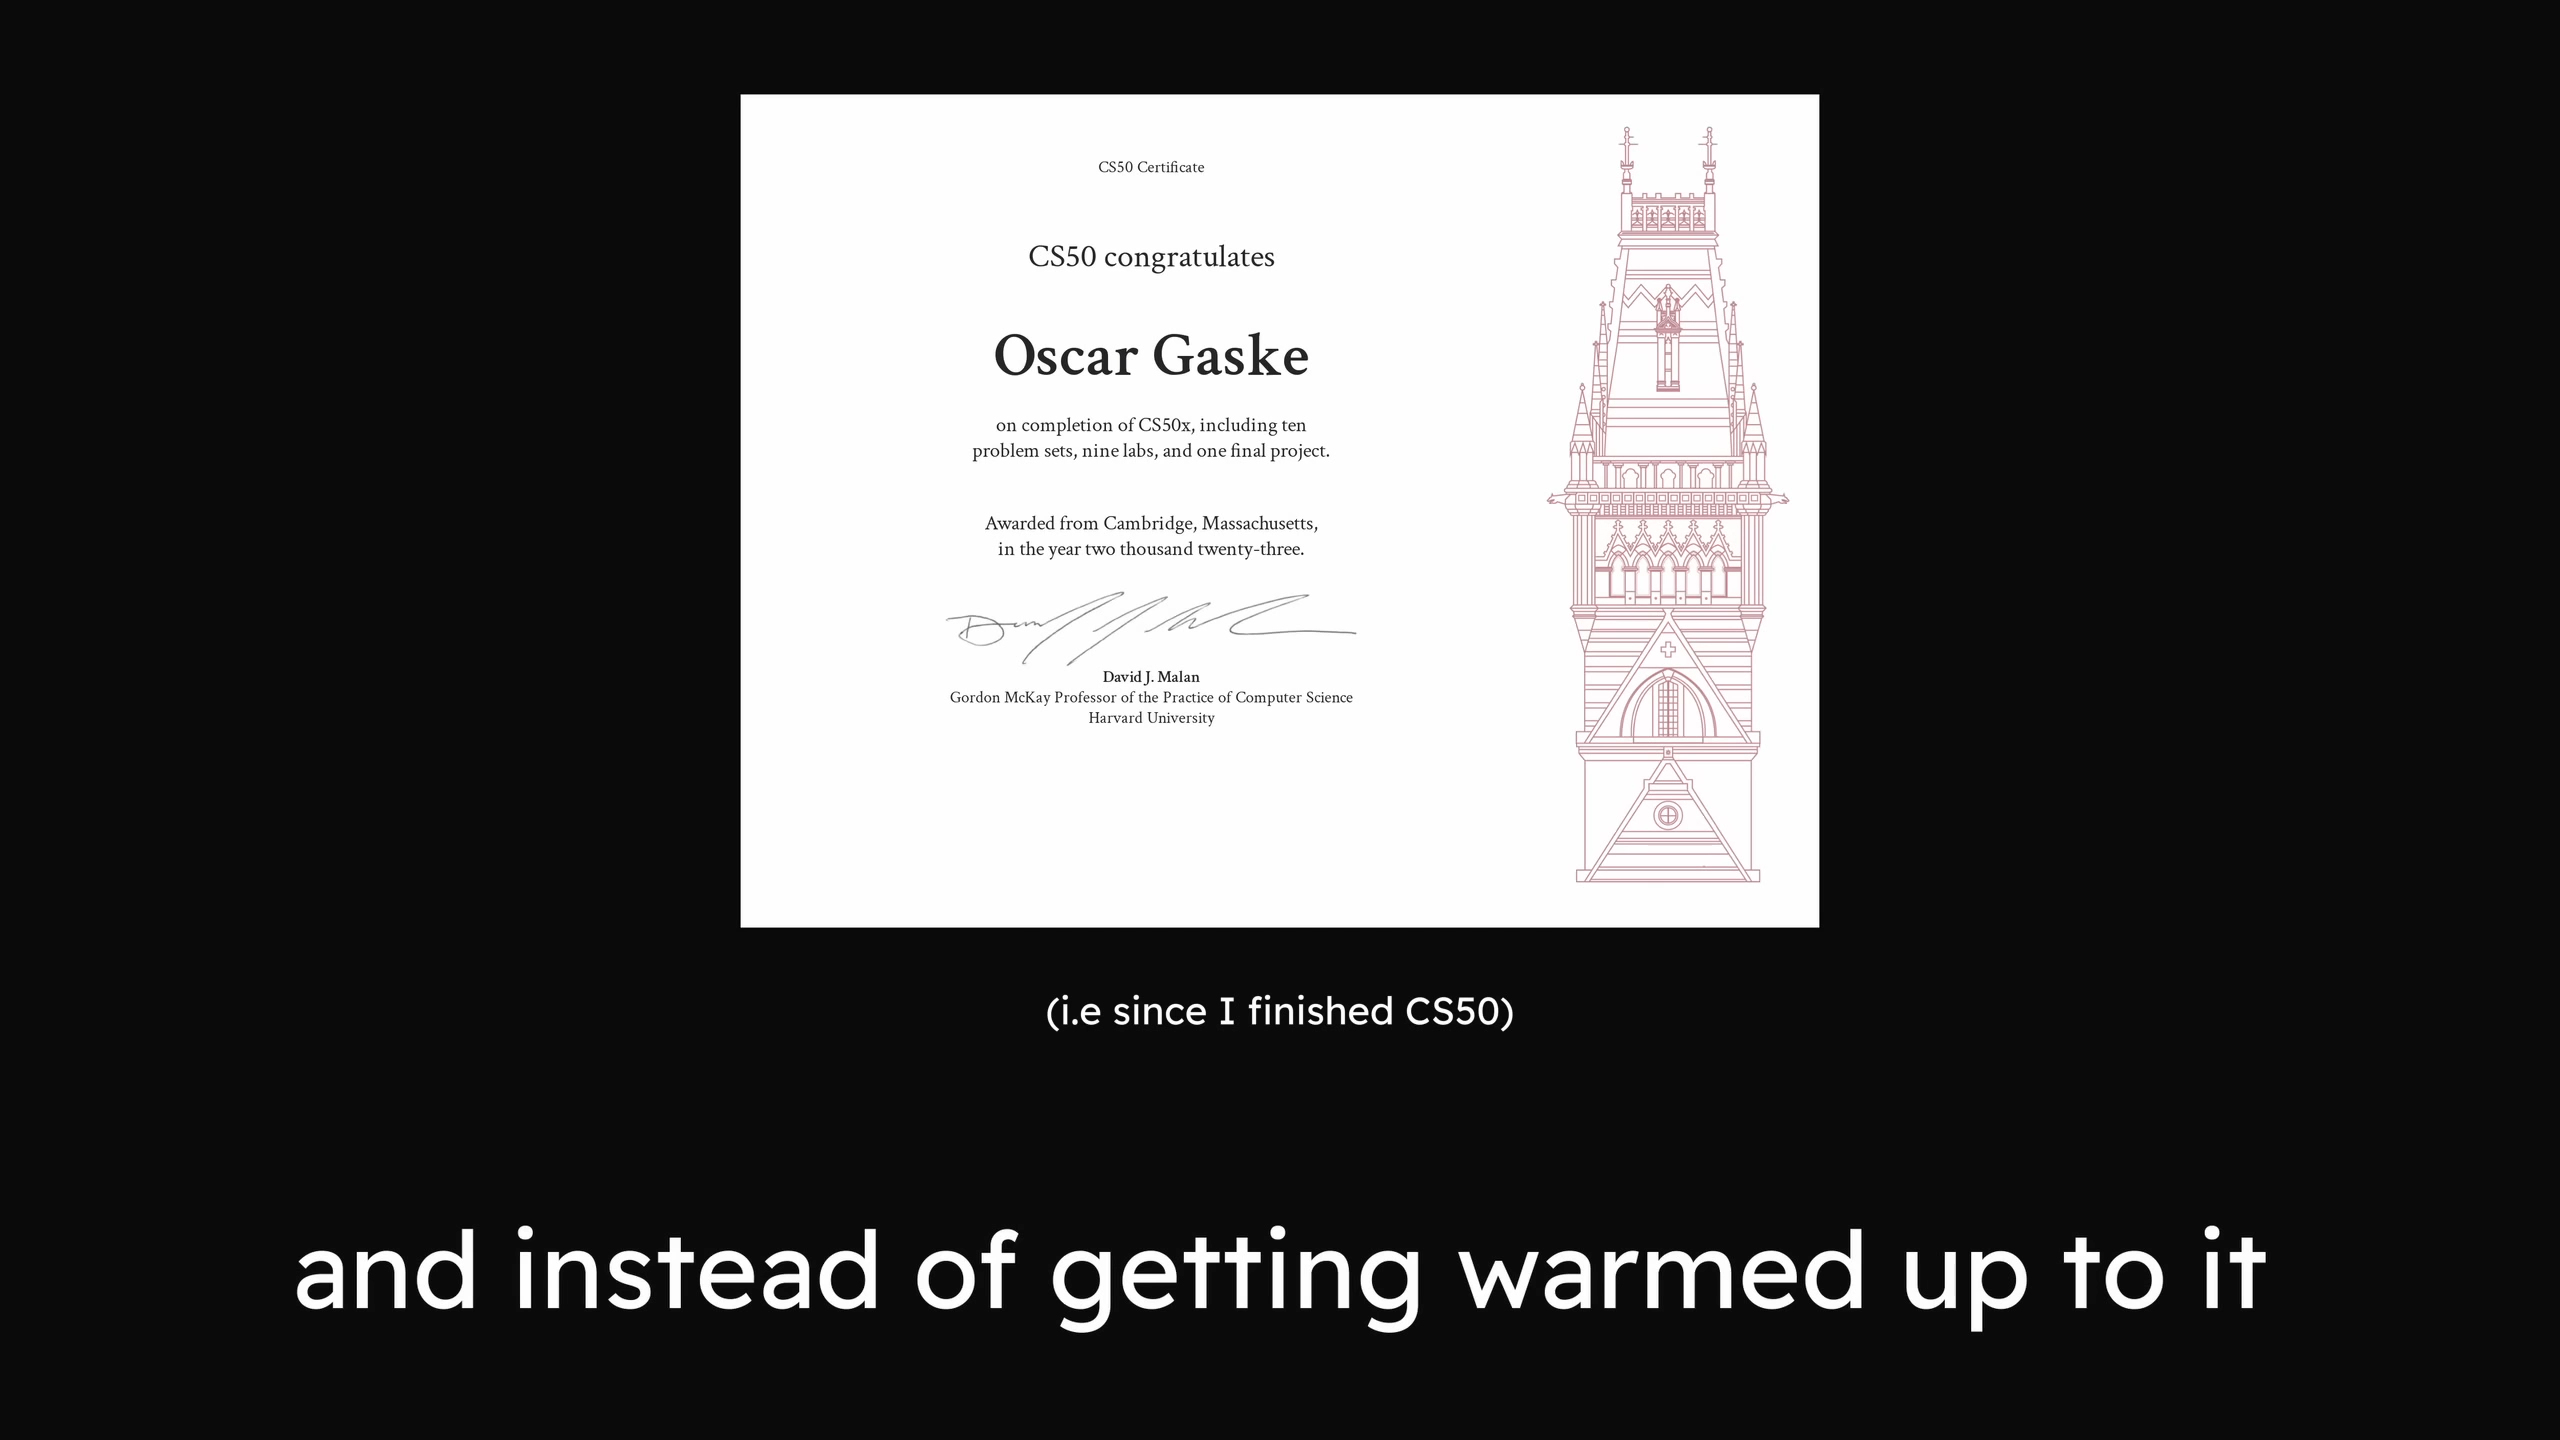 CS50 Certificate
CS50 congratulates
Oscar Gaske
on completion of CS50x, including ten
problem sets, nine labs, and one final project.
Awarded from Cambridge, Massachusetts,
in the year two thousand twenty-three.
David J. Malan
Gordon McKay Professor of the Practice of Computer Science
Harvard University
(i.e since I finished CS50)
and instead of getting warmed up to it